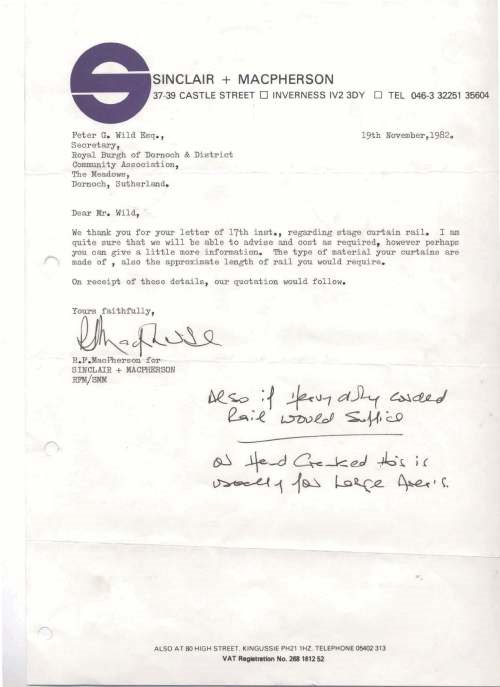 SINCLAIR + MACPHERSON
37-39 CASTLE STREET □ INVERNESS IV2 3DY □ TEL 046-3 32251 35604
Peter G. Wild Esq.,
19th November,1982.
Secretary,
Royal Burgh of Dornoch & District
Community Association,
The Meadows,
Dornoch, Sutherland.
Dear Mr. Wild,
We thank you for your letter of 17th inst., regarding stage curtain rail. I am
quite sure that we will be able to advise and cost as required, however perhaps
you can give a little more information. The type of material your curtains are
made of , also the approximate length of rail you would require.
On receipt of these details, our quotation would follow.
Yours faithfully,
R.F.MacPherson for
SINCLAIR + MACPHERSON
RFM/SMM
Also if Heavy duty corded
Rail would Suffice
or Hand Cranked this is
usually for Large Area's.
ALSO AT 80 HIGH STREET, KINGUSSIE PH21 1HZ. TELEPHONE 05402 313
VAT Registration No. 268 1612 52